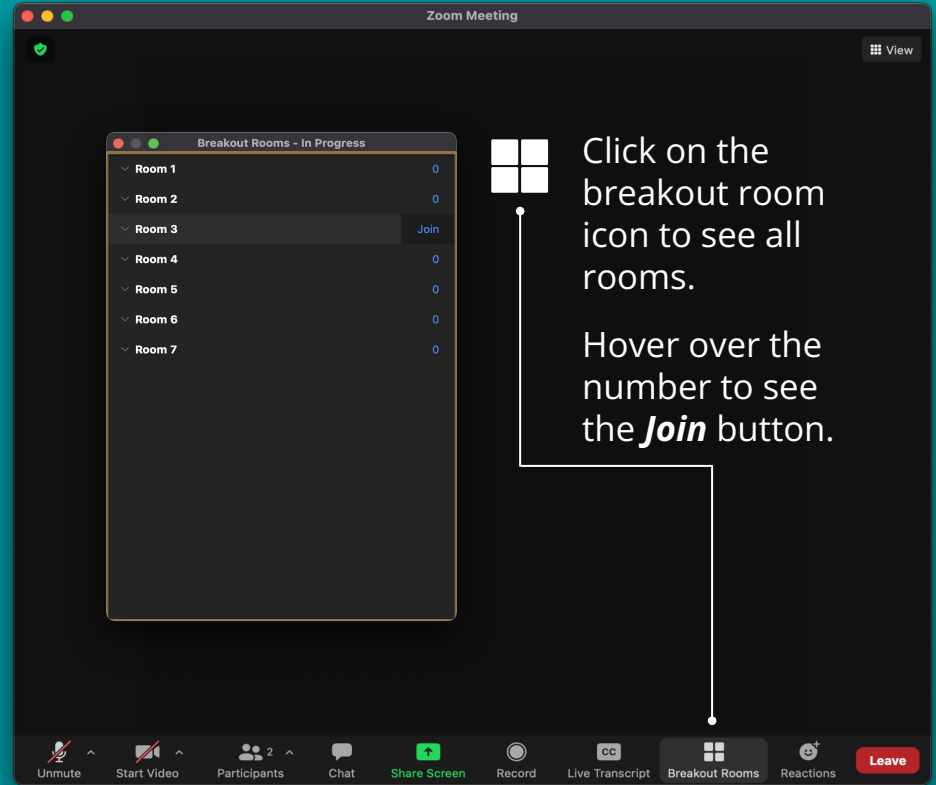 Zoom Meeting
View
Breakout Rooms - In Progress
Room 1 0
Room 2 0
Room 3 Join
Room 4 0
Room 5 0
Room 6 0
Room 7 0
Click on the
breakout room
icon to see all
rooms.
Hover over the
number to see
the Join button.
2
CC
Unmute Start Video Participants Chat Share Screen Record Live Transcript Breakout Rooms Reactions Leave